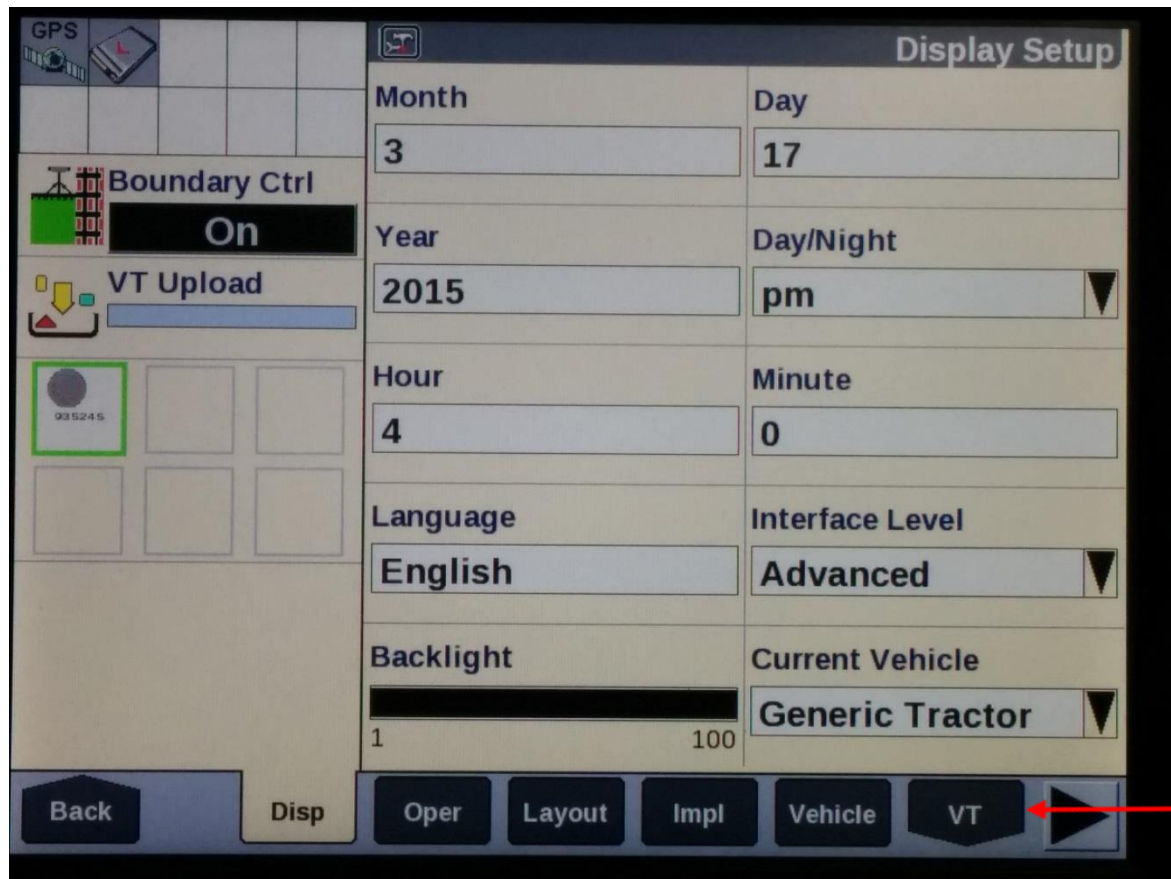 GPS
L
Display Setup
Boundary Ctrl
On
VT Upload
935245
Month
3
Day
17
Year
2015
Day/Night
pm
Hour
4
Minute
0
Language
English
Interface Level
Advanced
Backlight
1 100
Current Vehicle
Generic Tractor
Back
Disp
Oper
Layout
Impl
Vehicle
VT